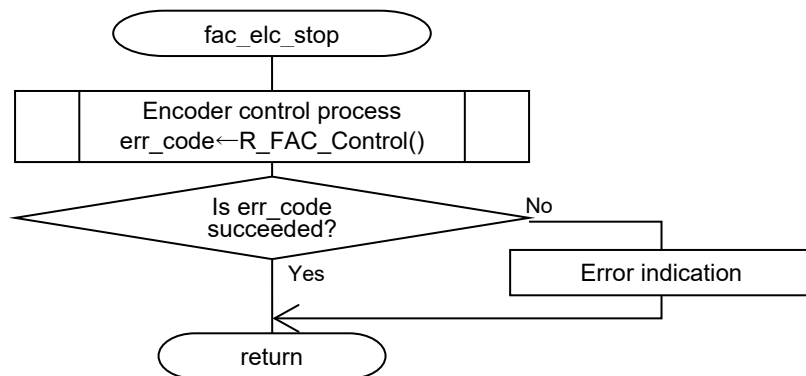 fac_elc_stop
Encoder control process
err_code←R_FAC_Control()
Is err_code
succeeded?
No
Yes
Error indication
return